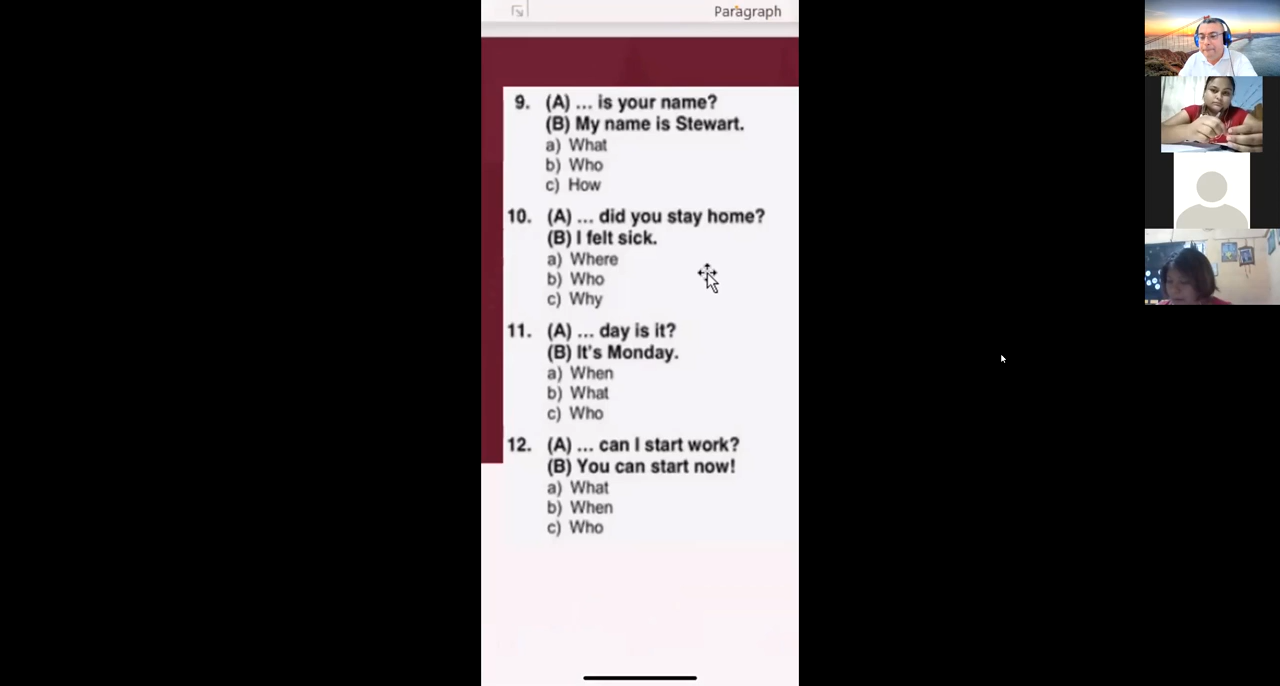 Paragraph
9. (A) ... is your name?
(B) My name is Stewart.
a) What
b) Who
c) How
10. (A) ... did you stay home?
(B) I felt sick.
a) Where
b) Who
c) Why
11. (A) ... day is it?
(B) It's Monday.
a) When
b) What
c) Who
12. (A) ... can I start work?
(B) You can start now!
a) What
b) When
c) Who